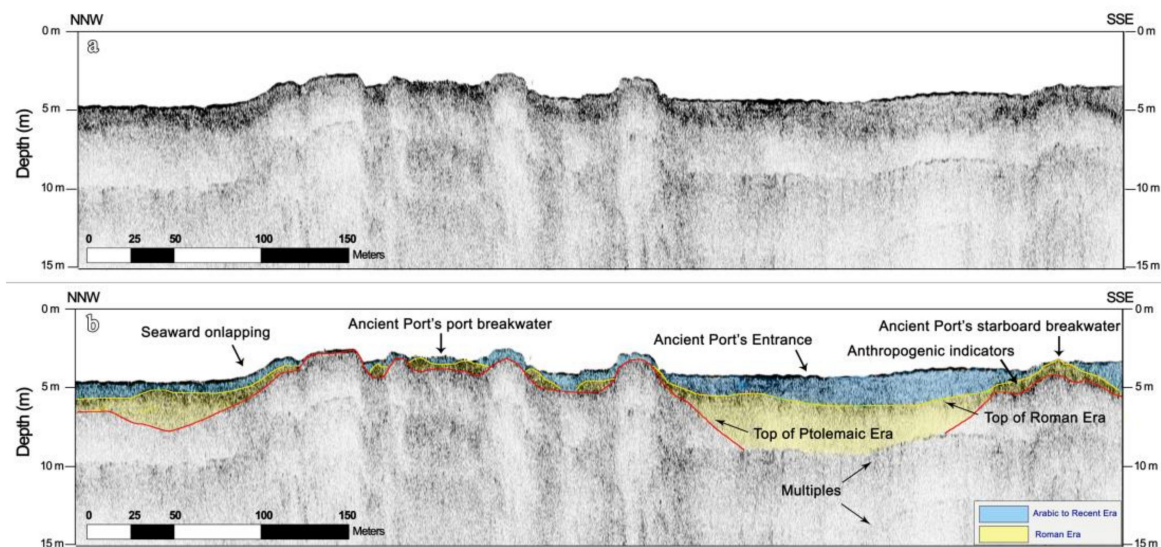 NNW SSE
0 m 0 m
a
5 m 5 m
Depth (m)
10 m 10 m
0 25 50 100 150
Meters
15 m 15 m
NNW SSE
0 m 0 m
b
Seaward onlapping
Ancient Port's port breakwater
Ancient Port's Entrance
Ancient Port's starboard breakwater
Anthropogenic indicators
5 m 5 m
Depth (m)
Top of Roman Era
Top of Ptolemaic Era
10 m 10 m
Multiples
0 25 50 100 150
Meters
Arabic to Recent Era
Roman Era
15 m 15 m